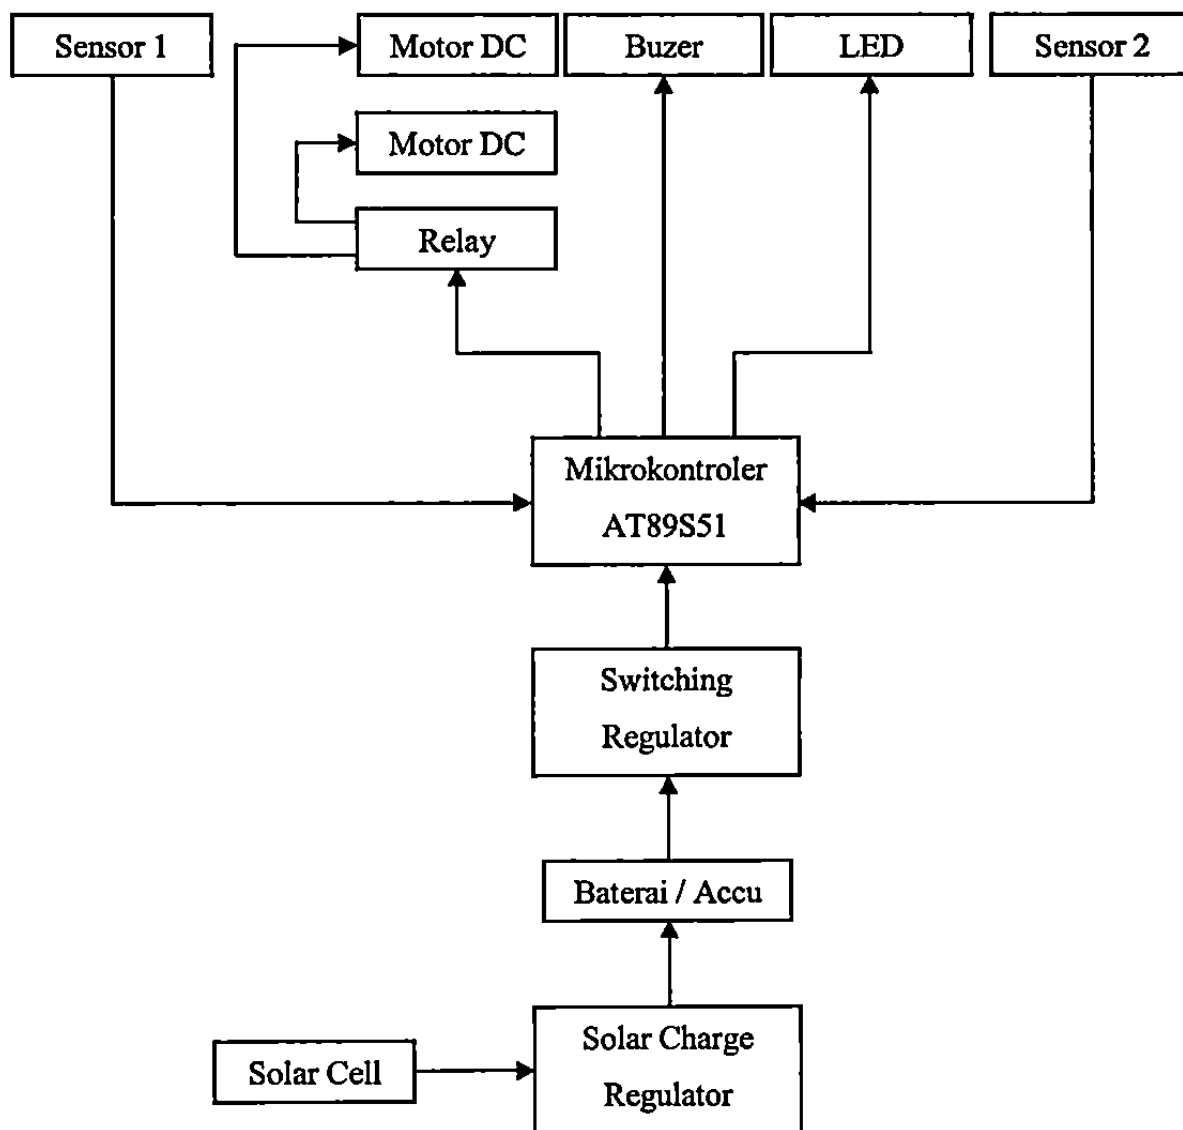 Sensor 1
Motor DC
Buzer
LED
Sensor 2
Motor DC
Relay
Mikrokontroler
AT89S51
Switching
Regulator
Baterai / Accu
Solar Charge
Regulator
Solar Cell